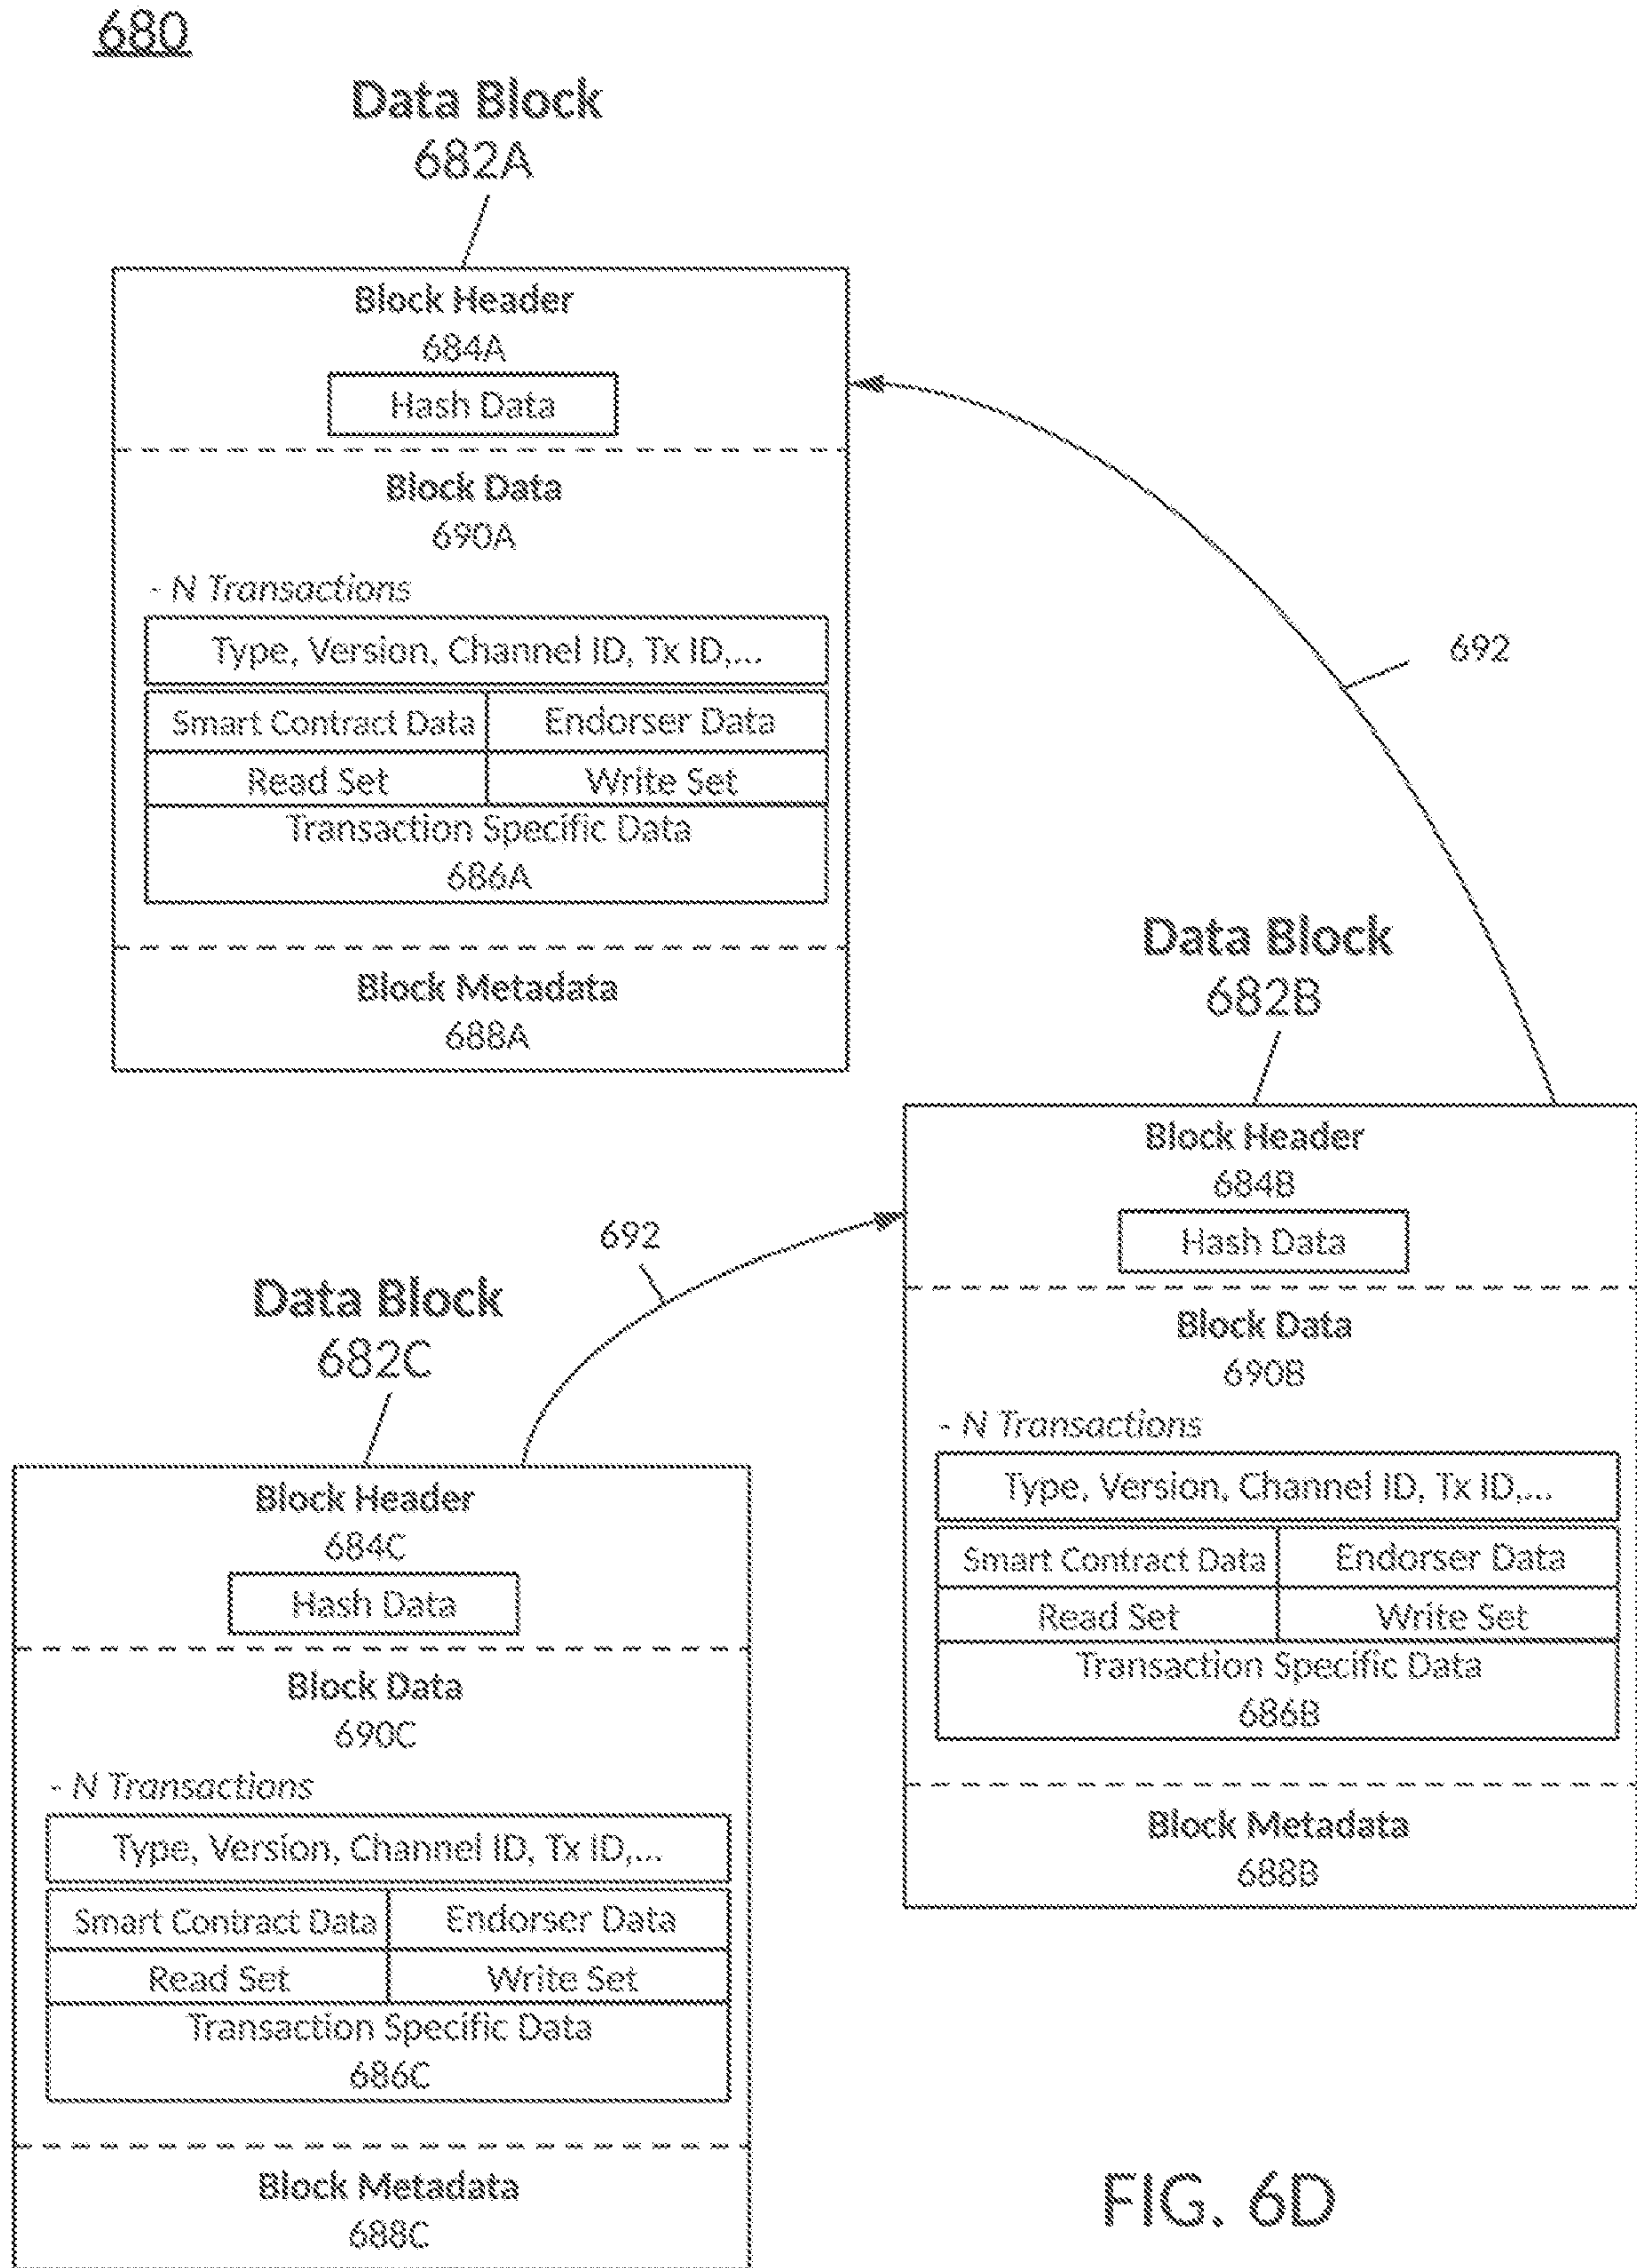 680
Data Block
682A
Block Header
684A
Hash Data
Block Data
690A
- N Transactions
Type, Version, Channel ID, Tx ID,...
Smart Contract Data
Endorser Data
Read Set
Write Set
Transaction Specific Data
686A
Block Metadata
688A
692
Data Block
682B
Block Header
684B
Hash Data
Block Data
690B
- N Transactions
Type, Version, Channel ID, Tx ID,...
Smart Contract Data
Endorser Data
Read Set
Write Set
Transaction Specific Data
686B
Block Metadata
688B
692
Data Block
682C
Block Header
684C
Hash Data
Block Data
690C
- N Transactions
Type, Version, Channel ID, Tx ID,...
Smart Contract Data
Endorser Data
Read Set
Write Set
Transaction Specific Data
686C
Block Metadata
688C
FIG. 6D